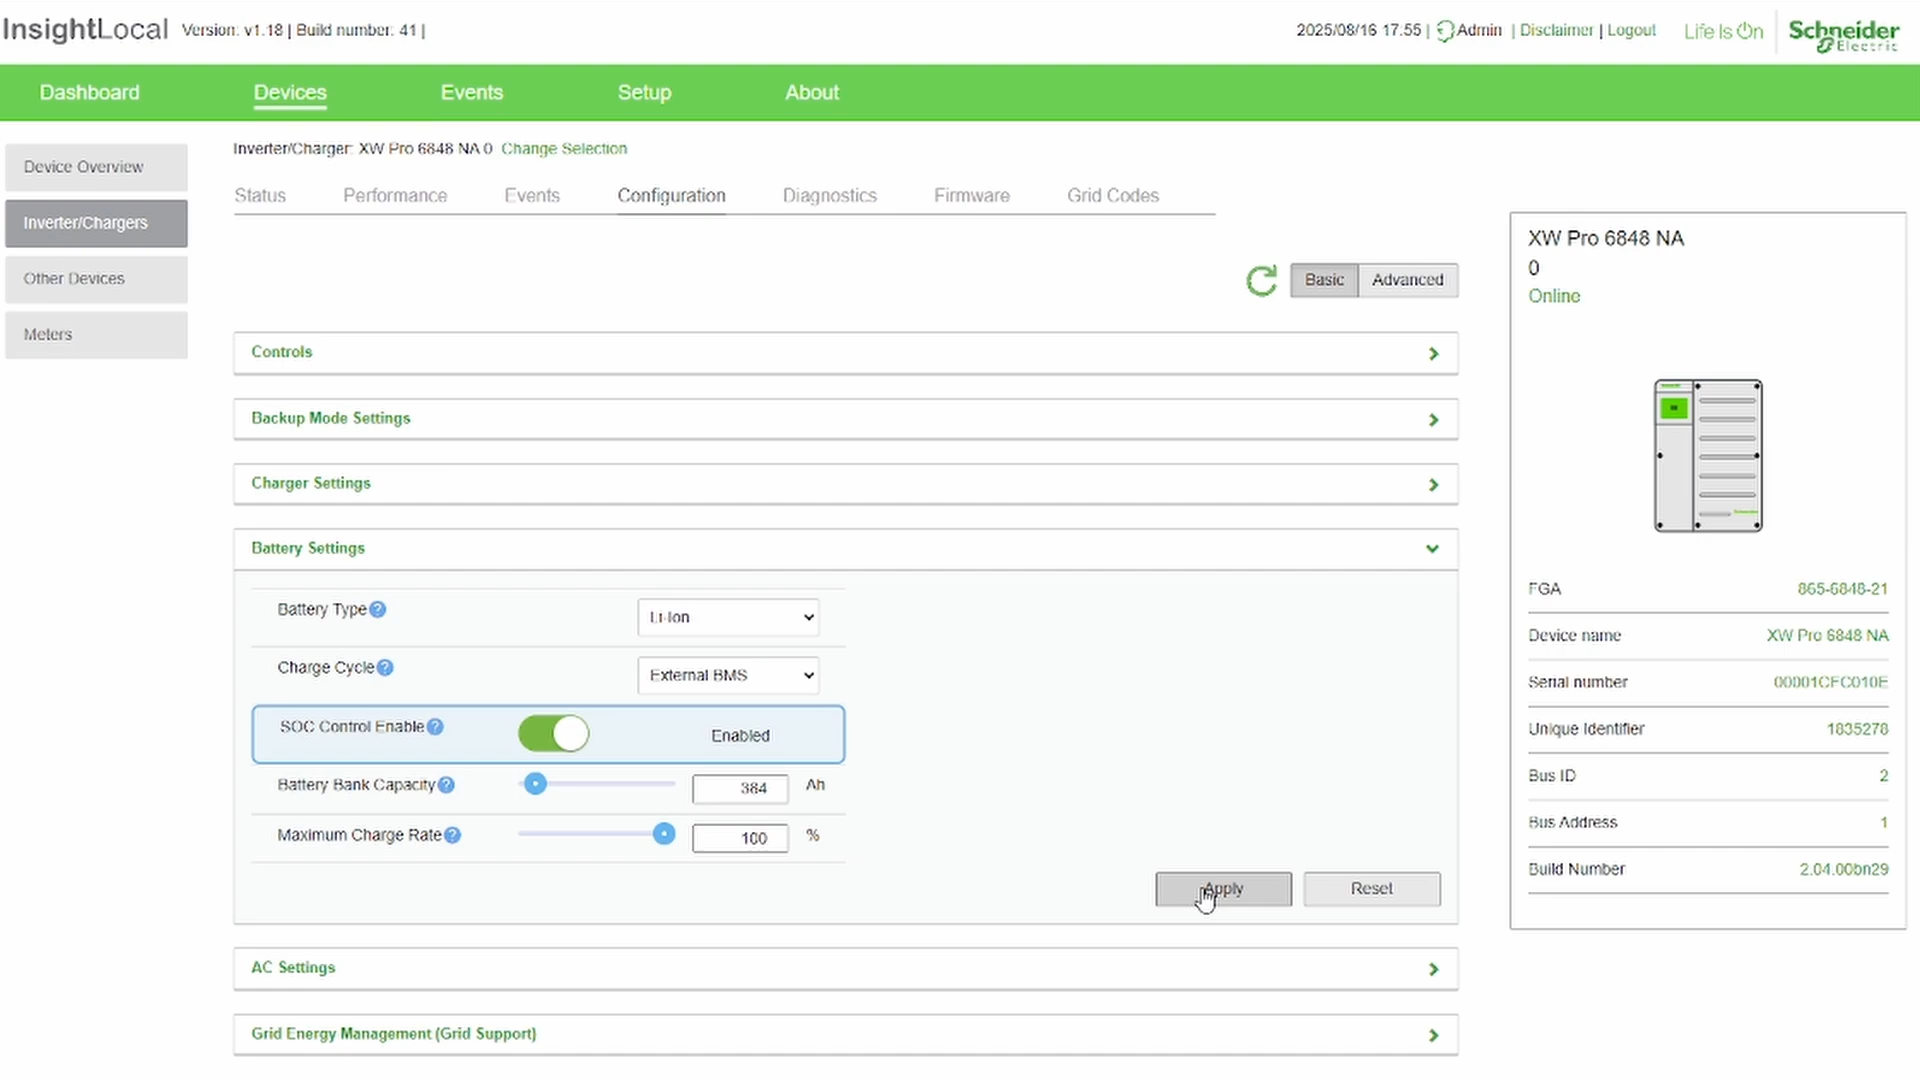 InsightLocal Version: v1.18 | Build number: 41 |
2025/08/16 17:55 | Admin | Disclaimer | Logout Life Is On Schneider Electric
Dashboard Devices Events Setup About
Device Overview
Inverter/Chargers
Other Devices
Meters
Inverter/Charger: XW Pro 6848 NA 0 Change Selection
Status Performance Events Configuration Diagnostics Firmware Grid Codes
Basic Advanced
Controls
Backup Mode Settings
Charger Settings
Battery Settings
Battery Type ? Li-Ion
Charge Cycle ? External BMS
SOC Control Enable ? Enabled
Battery Bank Capacity ? 384 Ah
Maximum Charge Rate ? 100 %
Apply Reset
AC Settings
Grid Energy Management (Grid Support)
XW Pro 6848 NA
0
Online
FGA 865-6848-21
Device name XW Pro 6848 NA
Serial number 00001CFC010E
Unique Identifier 1835278
Bus ID 2
Bus Address 1
Build Number 2.04.00bn29